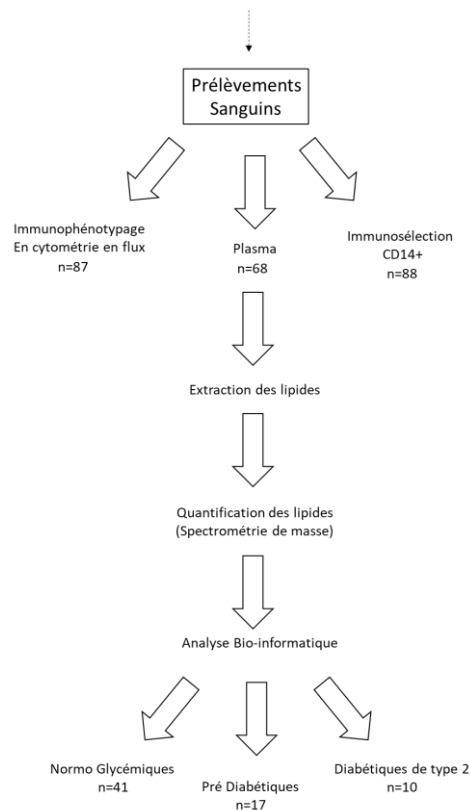 Prélèvements
Sanguins
Immunophénotypage
En cytométrie en flux
n=87
Plasma
n=68
Immunosélection
CD14+
n=88
Extraction des lipides
Quantification des lipides
(Spectrométrie de masse)
Analyse Bio-informatique
Normo Glycémiques
n=41
Pré Diabétiques
n=17
Diabétiques de type 2
n=10